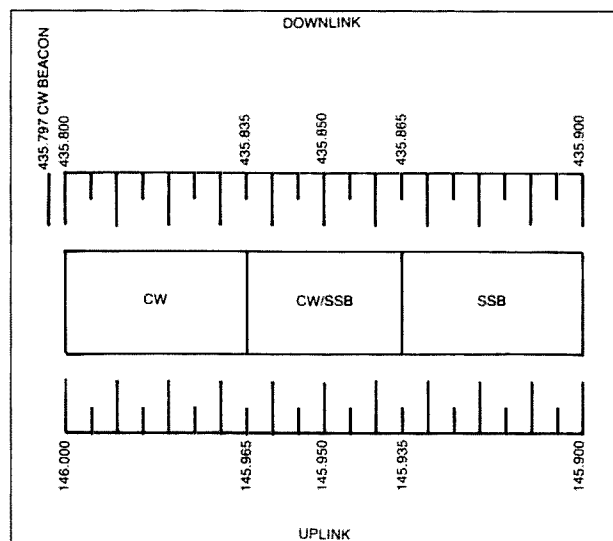 DOWNLINK
435.797 CW BEACON
435.800
435.835
435.850
435.865
435.900
CW
CW/SSB
SSB
146.000
145.965
145.950
145.935
145.900
UPLINK